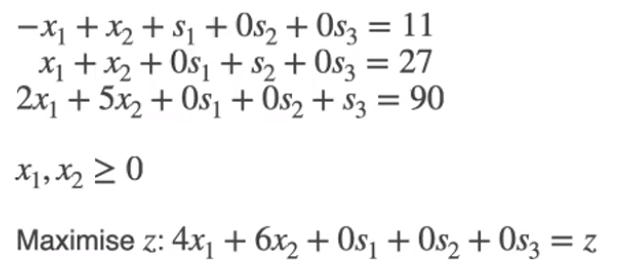 −x₁ + x₂ + s₁ + 0s₂ + 0s₃ = 11
x₁ + x₂ + 0s₁ + s₂ + 0s₃ = 27
2x₁ + 5x₂ + 0s₁ + 0s₂ + s₃ = 90
x₁, x₂ ≥ 0
Maximise z: 4x₁ + 6x₂ + 0s₁ + 0s₂ + 0s₃ = z